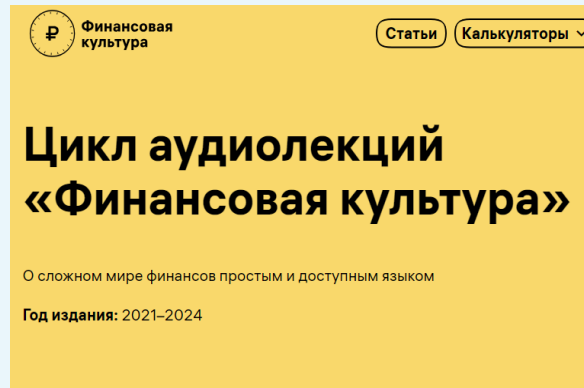 Финансовая
культура
Статьи
Калькуляторы
Цикл аудиолекций
«Финансовая культура»
О сложном мире финансов простым и доступным языком
Год издания: 2021–2024